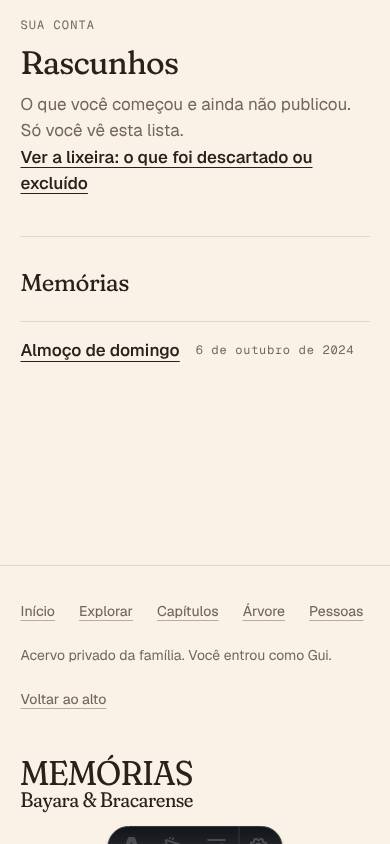 SUA CONTA
Rascunhos
O que você começou e ainda não publicou.
Só você vê esta lista.
Ver a lixeira: o que foi descartado ou
excluído
Memórias
Almoço de domingo 6 de outubro de 2024
Início Explorar Capítulos Árvore Pessoas
Acervo privado da família. Você entrou como Gui.
Voltar ao alto
MEMÓRIAS
Bayara & Bracarense